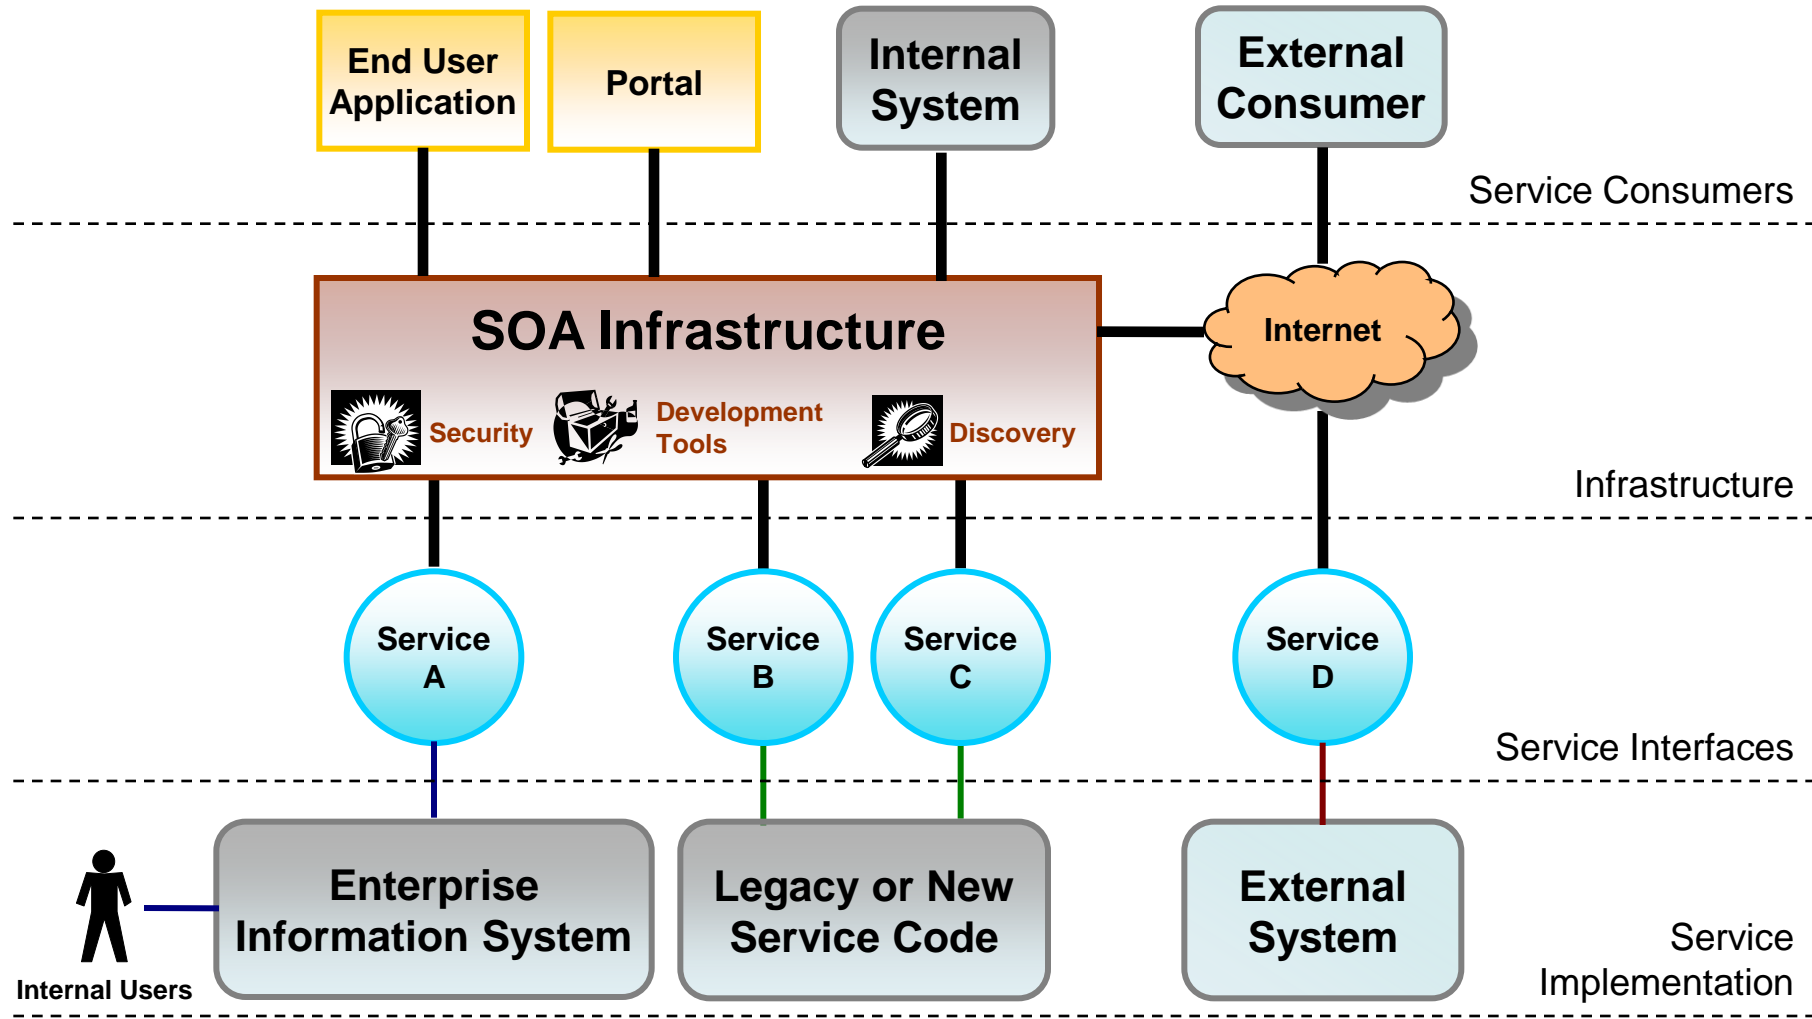 End User
Application
Portal
Internal
System
External
Consumer
Service Consumers
SOA Infrastructure
Internet
Security
Development
Tools
Discovery
Infrastructure
Service
A
Service
B
Service
C
Service
D
Service Interfaces
Enterprise
Information System
Legacy or New
Service Code
External
System
Internal Users
Service
Implementation